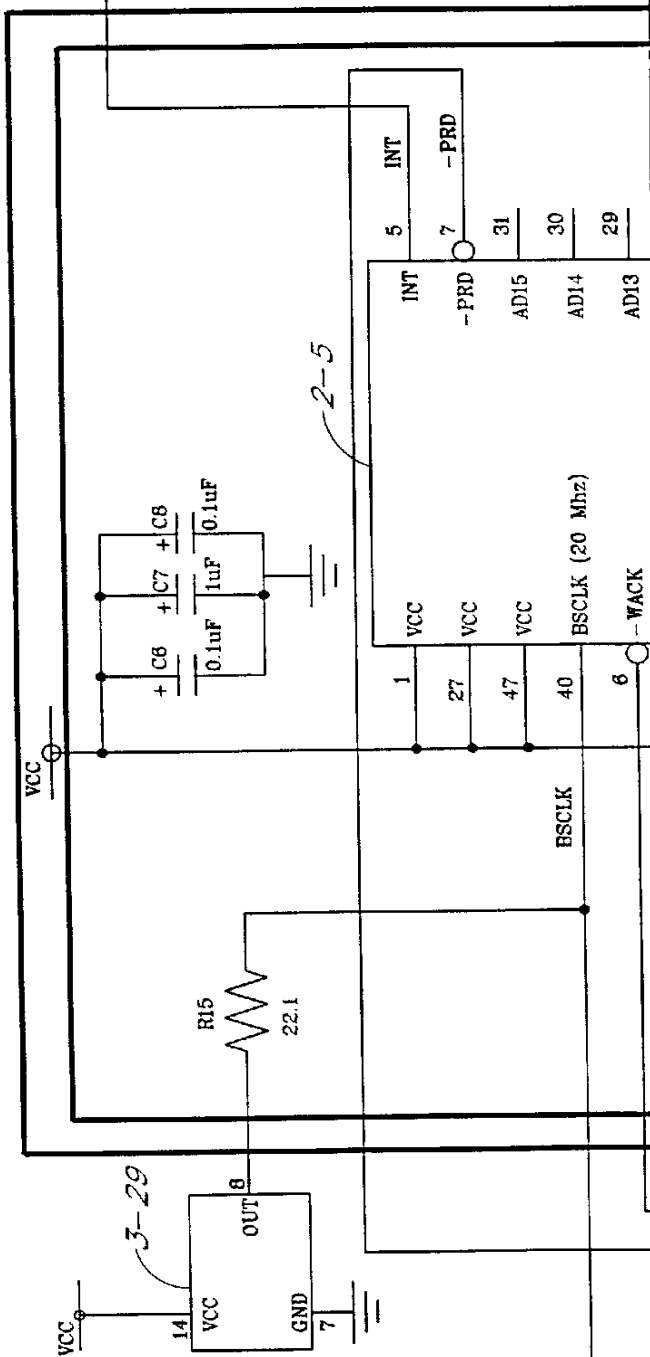 VCC
14
VCC
3-29
OUT
8
GND
7
R15
22.1
VCC
+ C6
0.1uF
+ C7
1uF
+ C8
0.1uF
2-5
1
VCC
27
VCC
47
VCC
BSCLK
40
BSCLK (20 Mhz)
6
-WACK
INT
5
INT
-PRD
7
-PRD
AD15
31
AD14
30
AD13
29